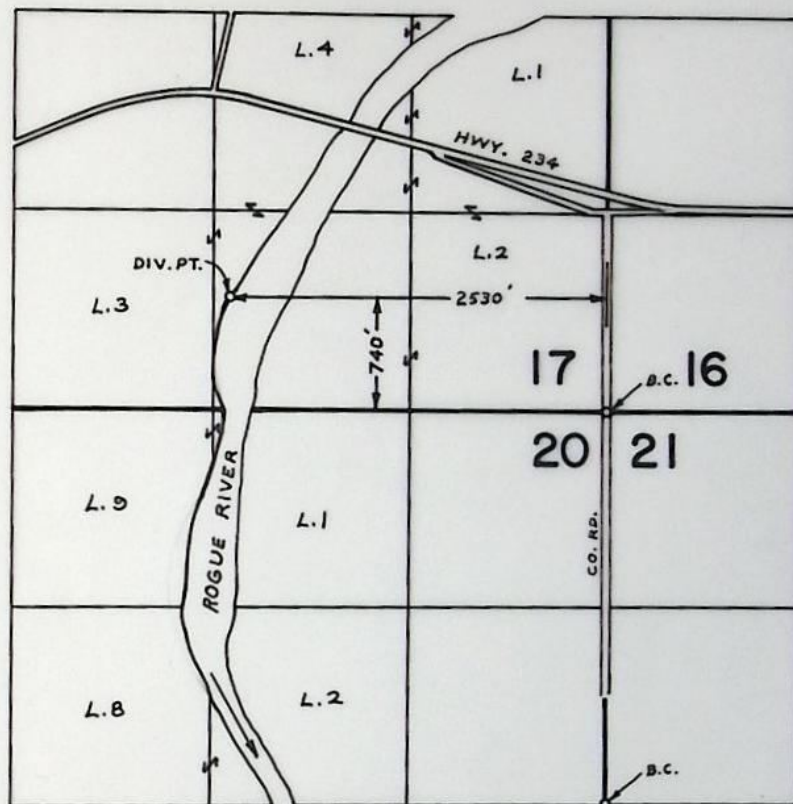 L.4
L.1
HWY. 234
L.2
DIV. PT.
L.3
2530'
740'
17
B.C.
16
20
21
L.9
L.1
ROGUE RIVER
CO. RD.
L.8
L.2
B.C.